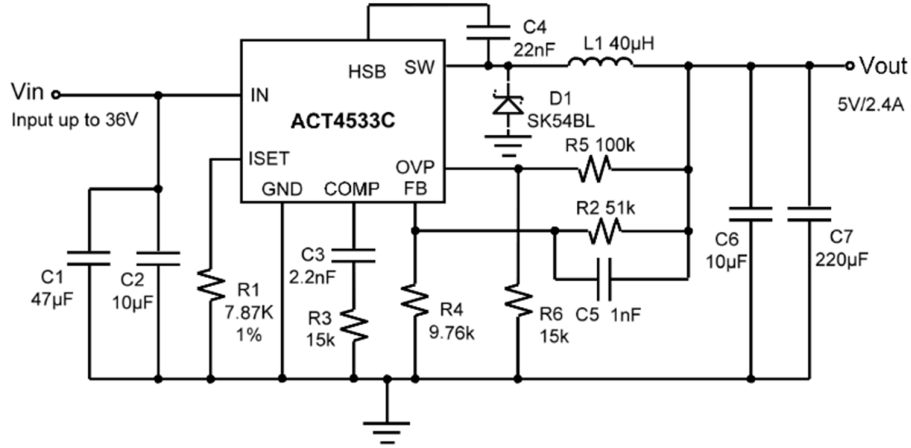 C4
22nF
L1 40µH
HSB
SW
Vin
Vout
IN
Input up to 36V
ACT4533C
D1
SK54BL
5V/2.4A
ISET
OVP
R5 100k
GND
COMP
FB
R2 51k
C1
47µF
C2
10µF
R1
7.87K
1%
C3
2.2nF
R3
15k
R4
9.76k
C5 1nF
R6
15k
C6
10µF
C7
220µF